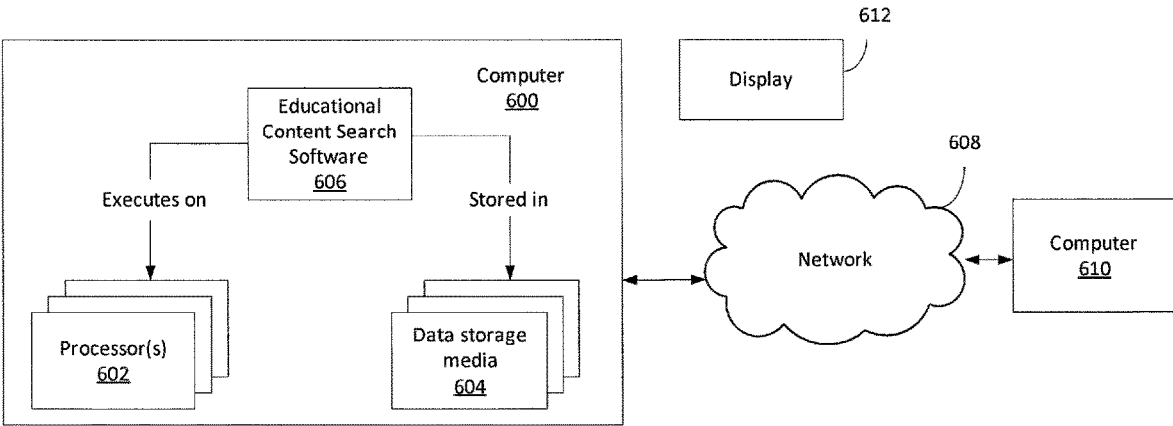 612
Display
Computer
600
Educational
Content Search
Software
606
Executes on
Stored in
608
Network
Computer
610
Processor(s)
602
Data storage
media
604